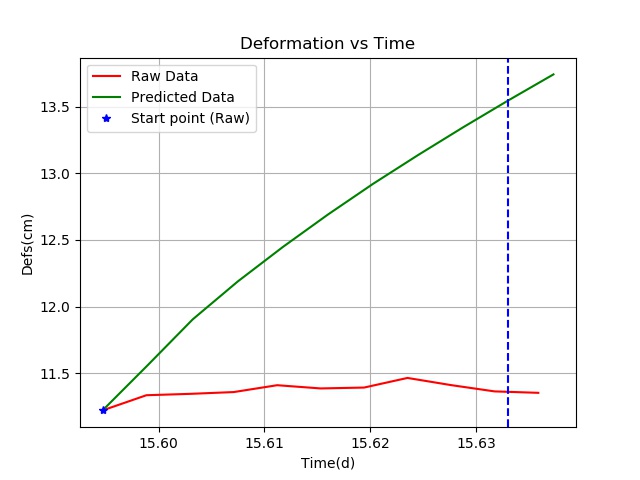 Deformation vs Time
Raw Data
Predicted Data
Start point (Raw)
Defs(cm)
13.5
13.0
12.5
12.0
11.5
15.60 15.61 15.62 15.63
Time(d)